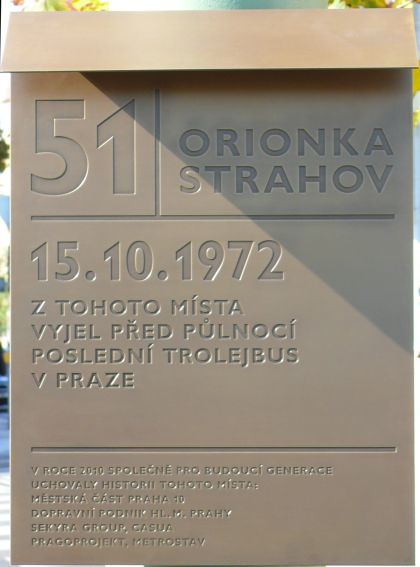 51
ORIONKA
STRAHOV
15.10.1972
Z TOHOTO MÍSTA
VYJEL PŘED PŮLNOCÍ
POSLEDNÍ TROLEJBUS
V PRAZE
V ROCE 2010 SPOLEČNĚ PRO BUDOUCÍ GENERACE
UCHOVALY HISTORII TOHOTO MÍSTA:
MĚSTSKÁ ČÁST PRAHA 10
DOPRAVNÍ PODNIK HL. M. PRAHY
SEKYRA GROUP, CASUA
PRAGOPROJEKT, METROSTAV